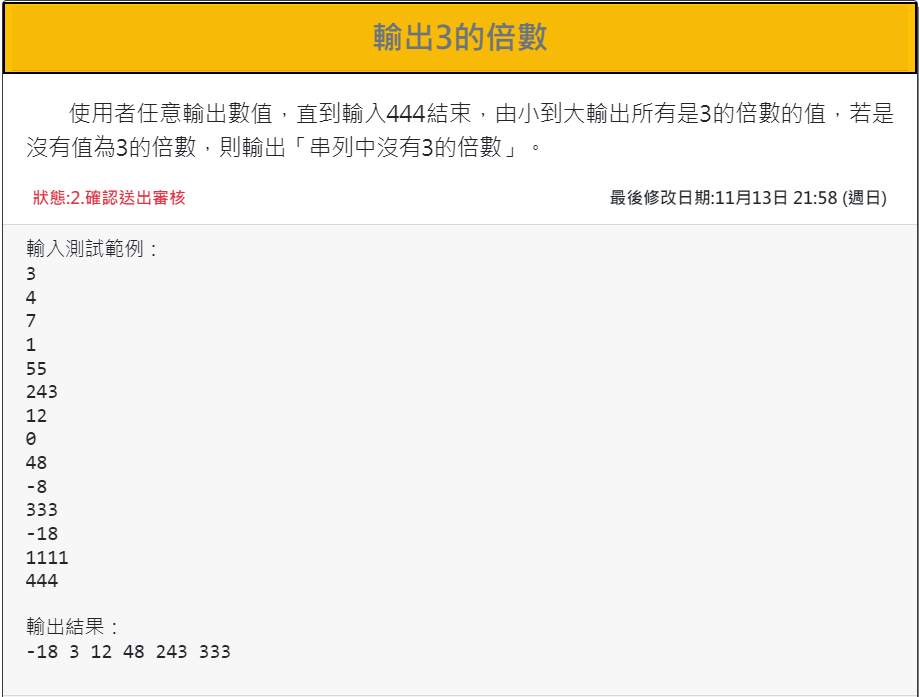 輸出3的倍數
使用者任意輸出數值，直到輸入444結束，由小到大輸出所有是3的倍數的值，若是
沒有值為3的倍數，則輸出「串列中沒有3的倍數」。
狀態:2.確認送出審核
最後修改日期:11月13日 21:58 (週日)
輸入測試範例：
3
4
7
1
55
243
12
0
48
-8
333
-18
1111
444
輸出結果：
-18 3 12 48 243 333